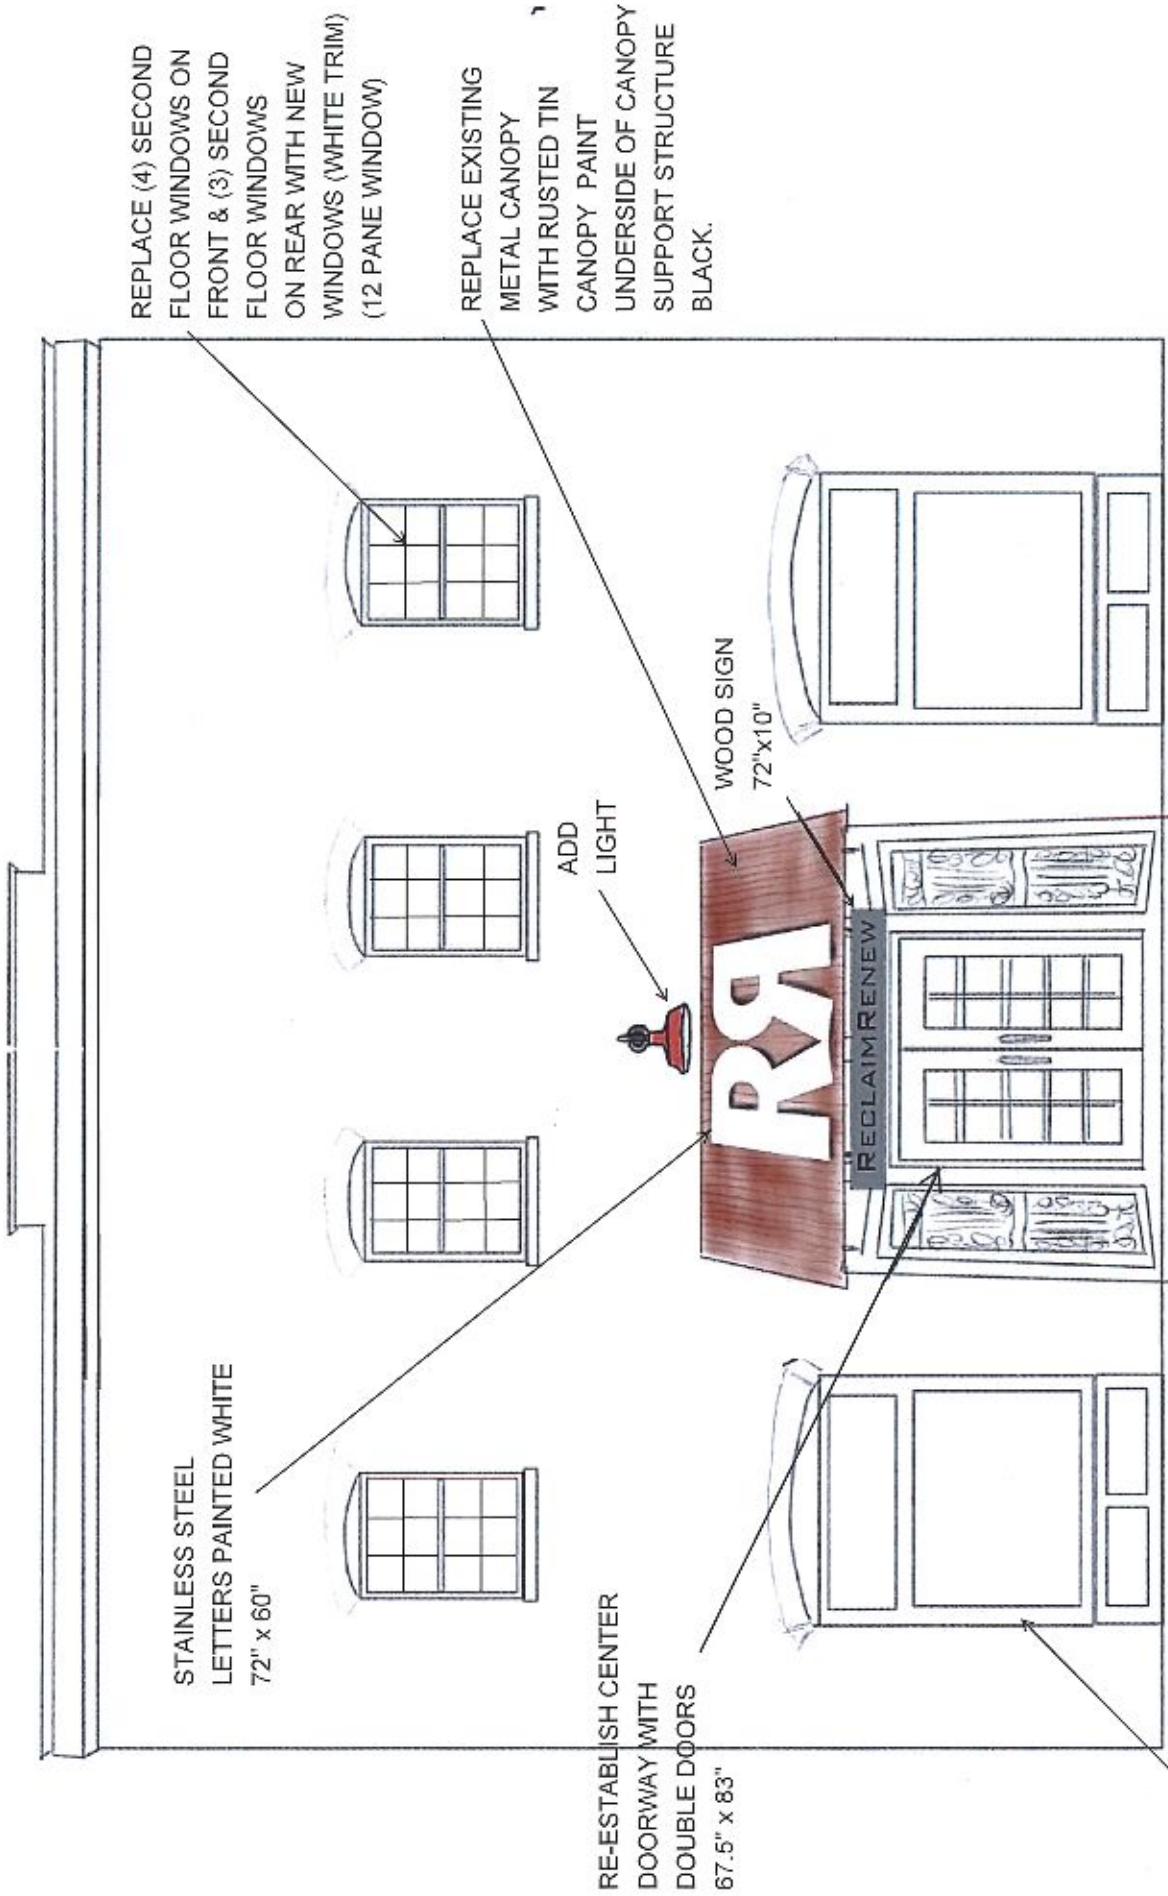 REPLACE (4) SECOND
FLOOR WINDOWS ON
FRONT & (3) SECOND
FLOOR WINDOWS
ON REAR WITH NEW
WINDOWS (WHITE TRIM)
(12 PANE WINDOW)
STAINLESS STEEL
LETTERS PAINTED WHITE
72" x 60"
REPLACE EXISTING
METAL CANOPY
WITH RUSTED TIN
CANOPY PAINT
UNDERSIDE OF CANOPY
SUPPORT STRUCTURE
BLACK.
ADD
LIGHT
WOOD SIGN
72"x10"
RR
RECLAIMRENEW
RE-ESTABLISH CENTER
DOORWAY WITH
DOUBLE DOORS
67.5" x 83"